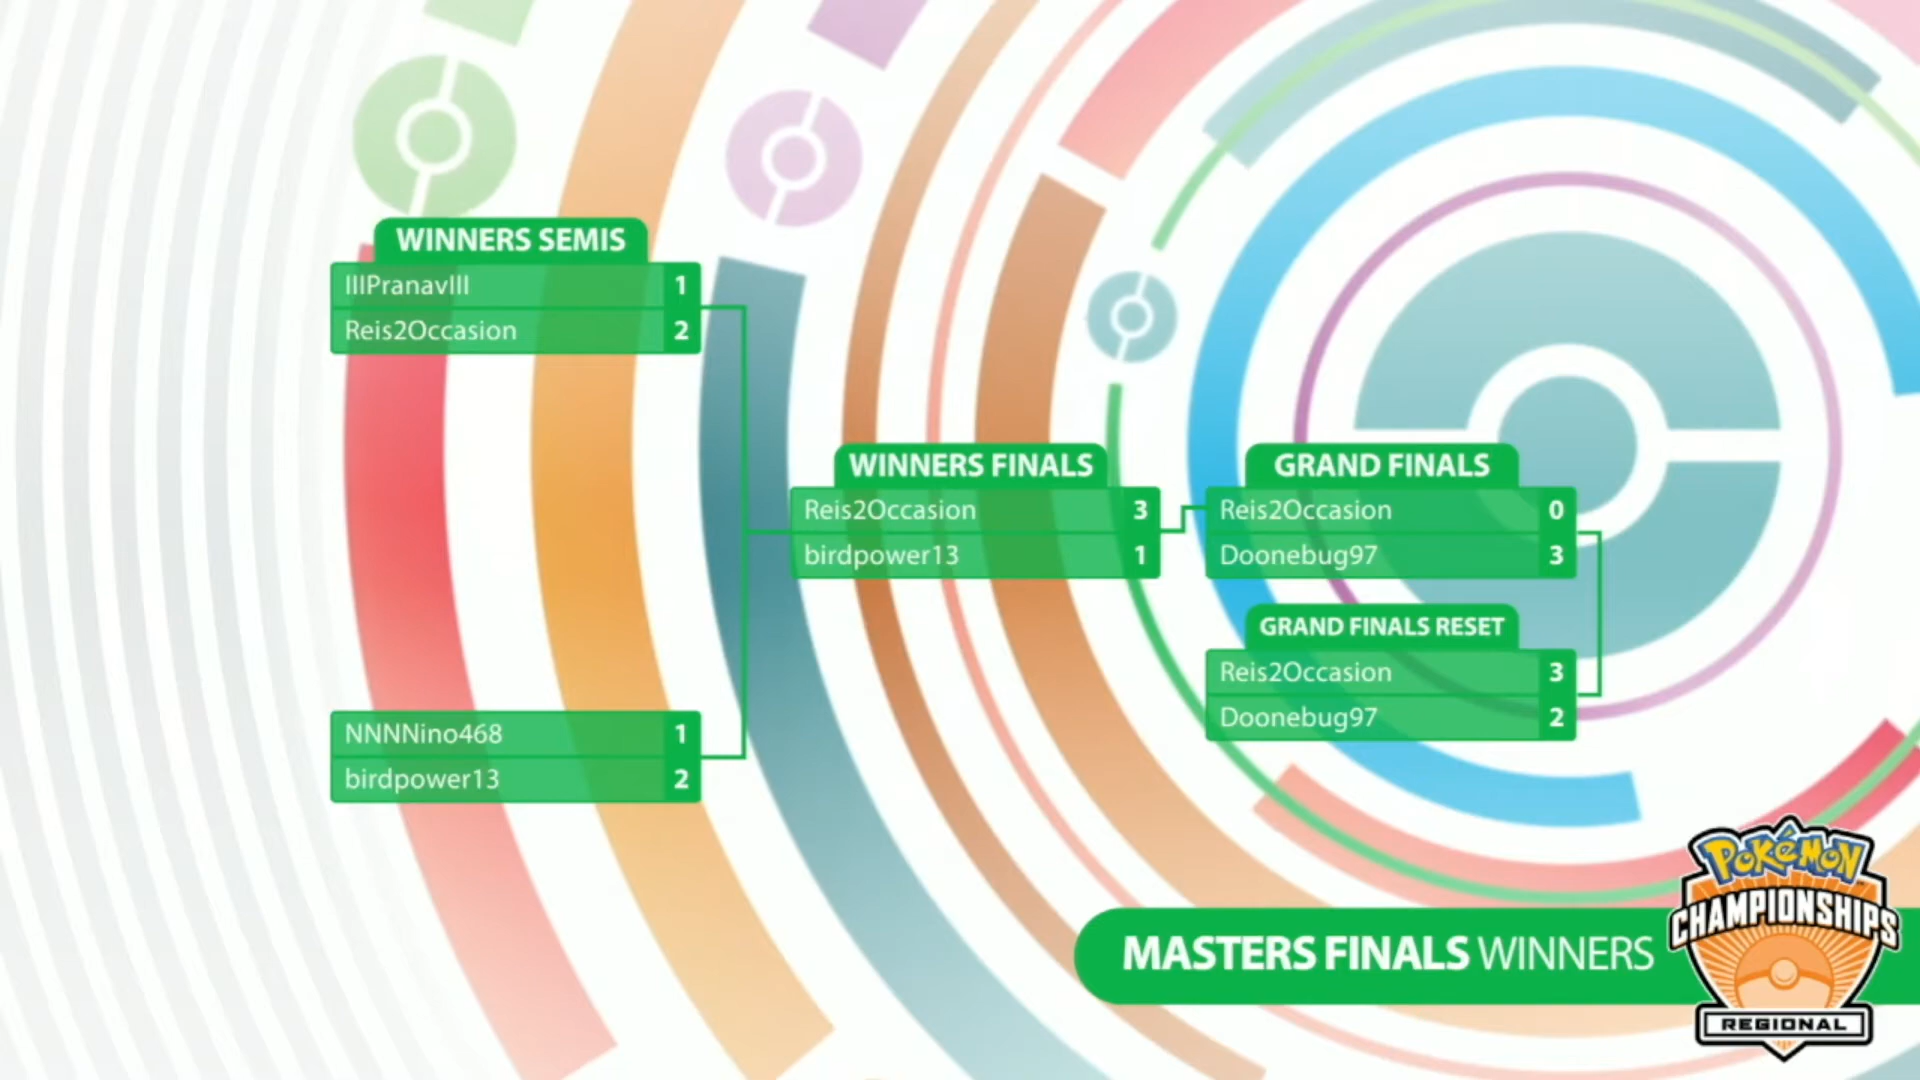 WINNERS SEMIS
IIIPranavIII 1
Reis2Occasion 2
NNNNino468 1
birdpower13 2
WINNERS FINALS
Reis2Occasion 3
birdpower13 1
GRAND FINALS
Reis2Occasion 0
Doonebug97 3
GRAND FINALS RESET
Reis2Occasion 3
Doonebug97 2
MASTERS FINALS WINNERS
POKéMON
CHAMPIONSHIPS
REGIONAL